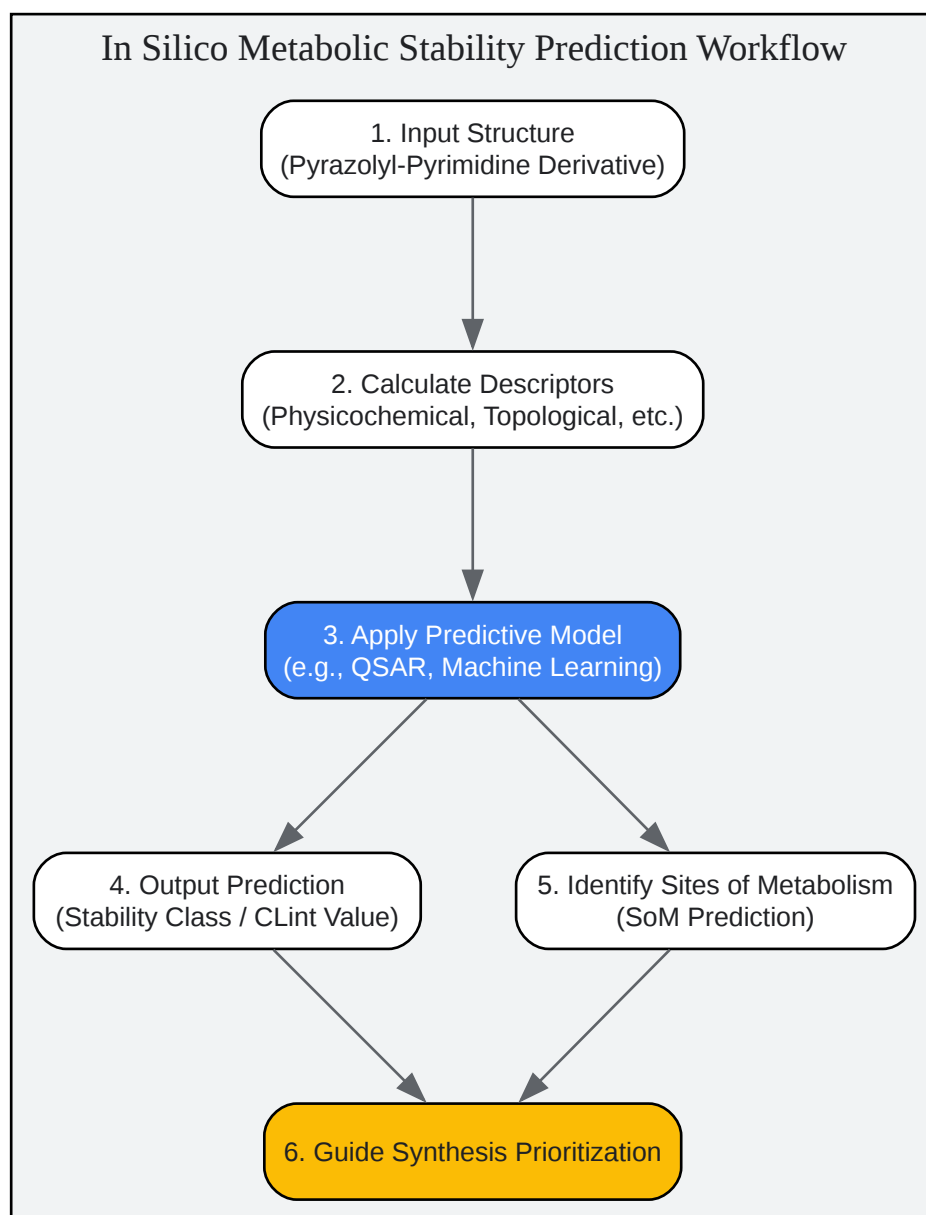 In Silico Metabolic Stability Prediction Workflow
1. Input Structure
(Pyrazolyl-Pyrimidine Derivative)
2. Calculate Descriptors
(Physicochemical, Topological, etc.)
3. Apply Predictive Model
(e.g., QSAR, Machine Learning)
4. Output Prediction
(Stability Class / CLint Value)
5. Identify Sites of Metabolism
(SoM Prediction)
6. Guide Synthesis Prioritization